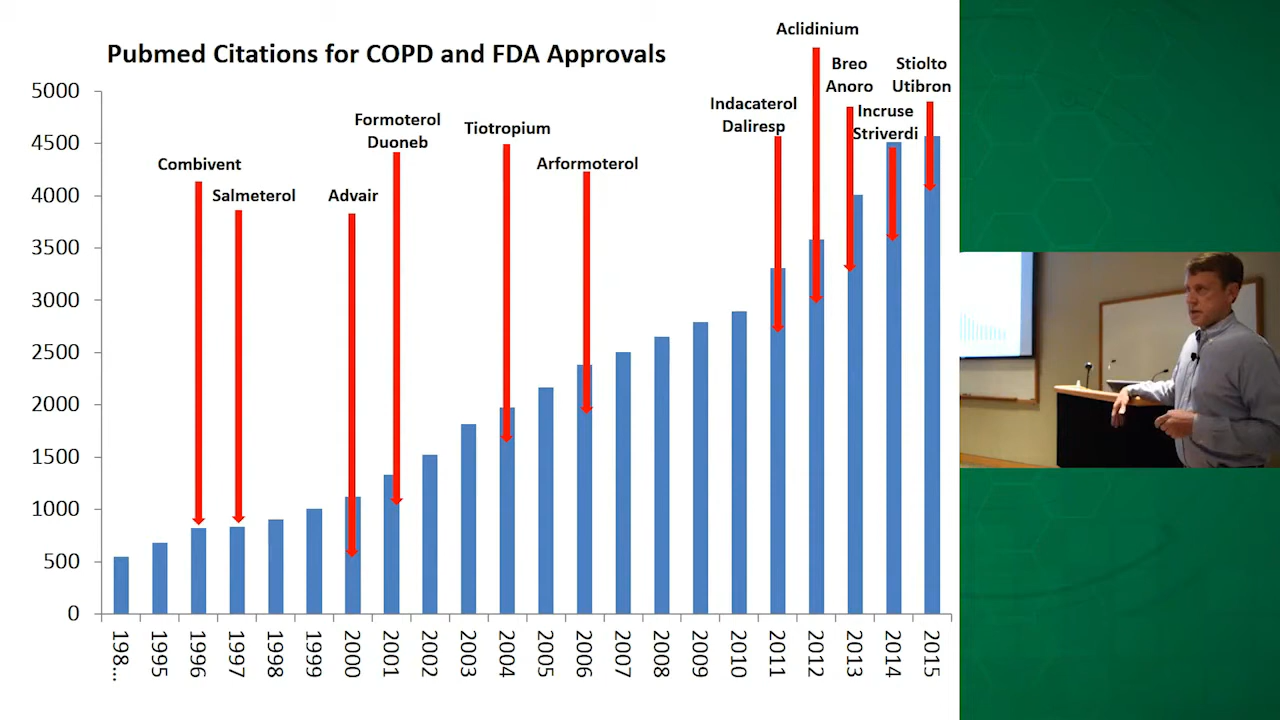 Pubmed Citations for COPD and FDA Approvals
Aclidinium
Breo
Anoro
Stiolto
Utibron
Indacaterol
Daliresp
Incruse
Striverdi
Formoterol
Duoneb
Tiotropium
Combivent
Arformoterol
Salmeterol
Advair
5000
4500
4000
3500
3000
2500
2000
1500
1000
500
0
198...
1995
1996
1997
1998
1999
2000
2001
2002
2003
2004
2005
2006
2007
2008
2009
2010
2011
2012
2013
2014
2015